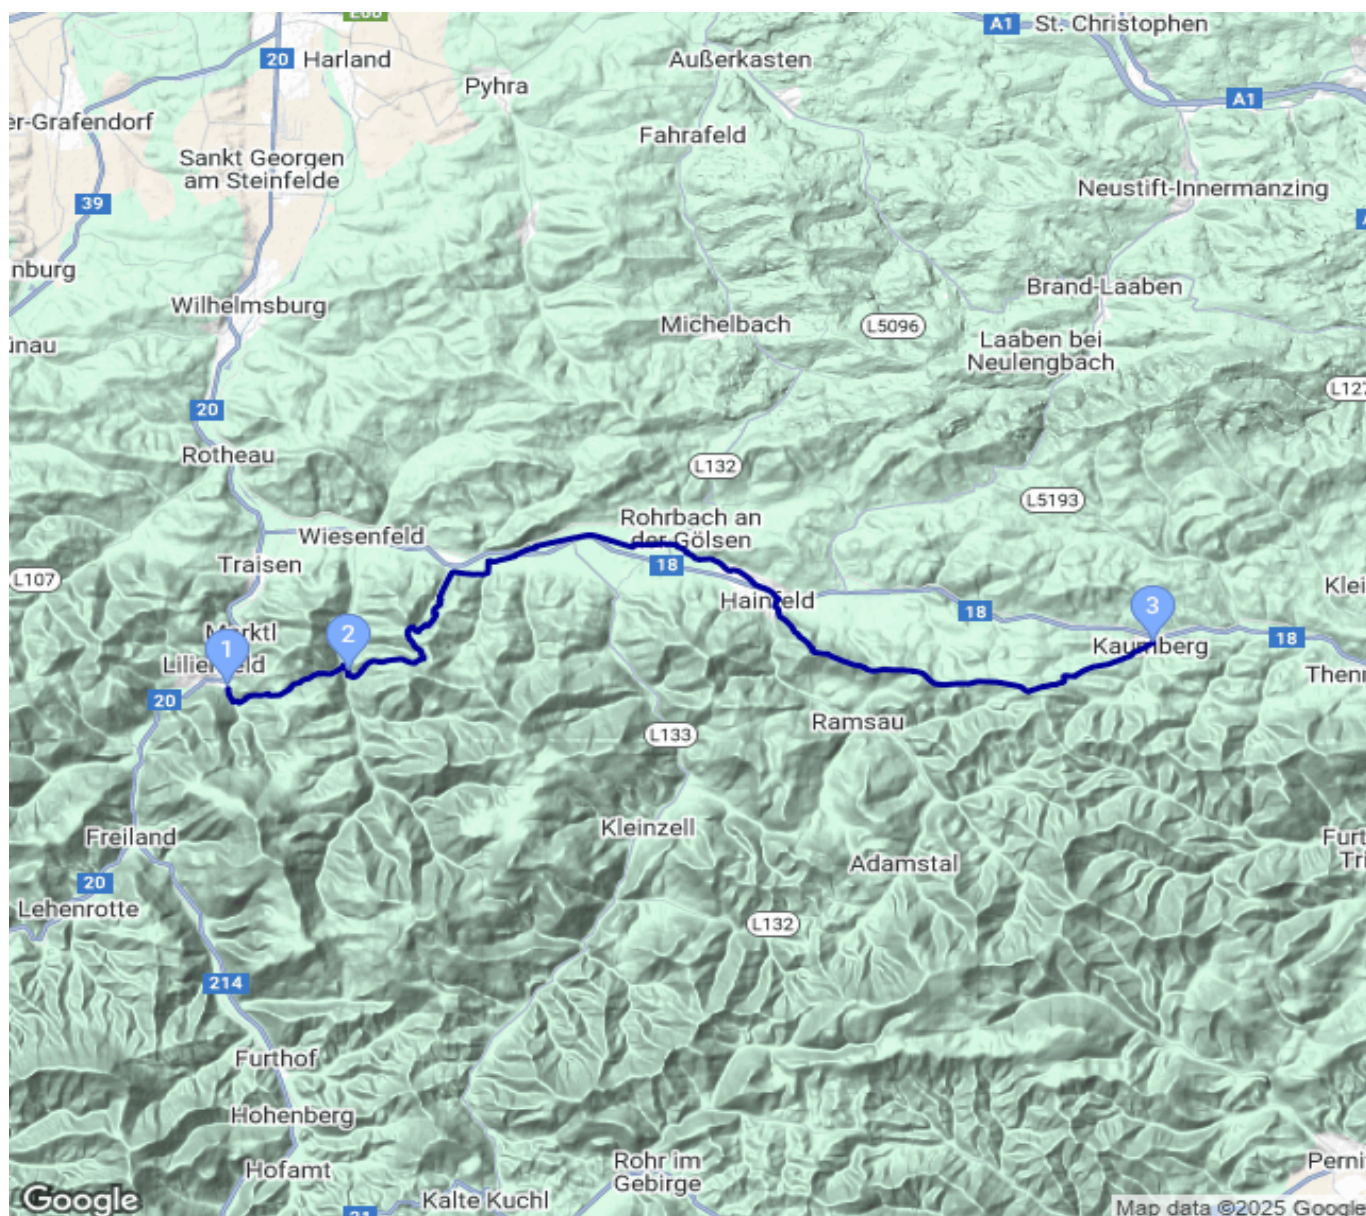 E60
A1
St. Christophen
20
Harland
Außerkasten
Pyhra
A1
er-Grafendorf
Fahrafeld
Sankt Georgen
am Steinfelde
39
Neustift-Innermanzing
A
nburg
Brand-Laaben
Wilhelmsburg
Michelbach
L5096
ünau
Laaben bei
Neulengbach
L127
20
Rotheau
L132
L5193
Rohrbach an
der Gölsen
Wiesenfeld
Traisen
18
L107
Klei
Hainfeld
18
3
Marktl
1
2
18
Kaumberg
Lilienfeld
Thenn
20
Ramsau
L133
Freiland
Kleinzell
Furt
Tri
Adamstal
20
Lehenrotte
L132
214
Furthof
Hohenberg
Hofamt
Rohr im
Gebirge
Perni
Kalte Kuchl
21
Google
Map data ©2025 Google